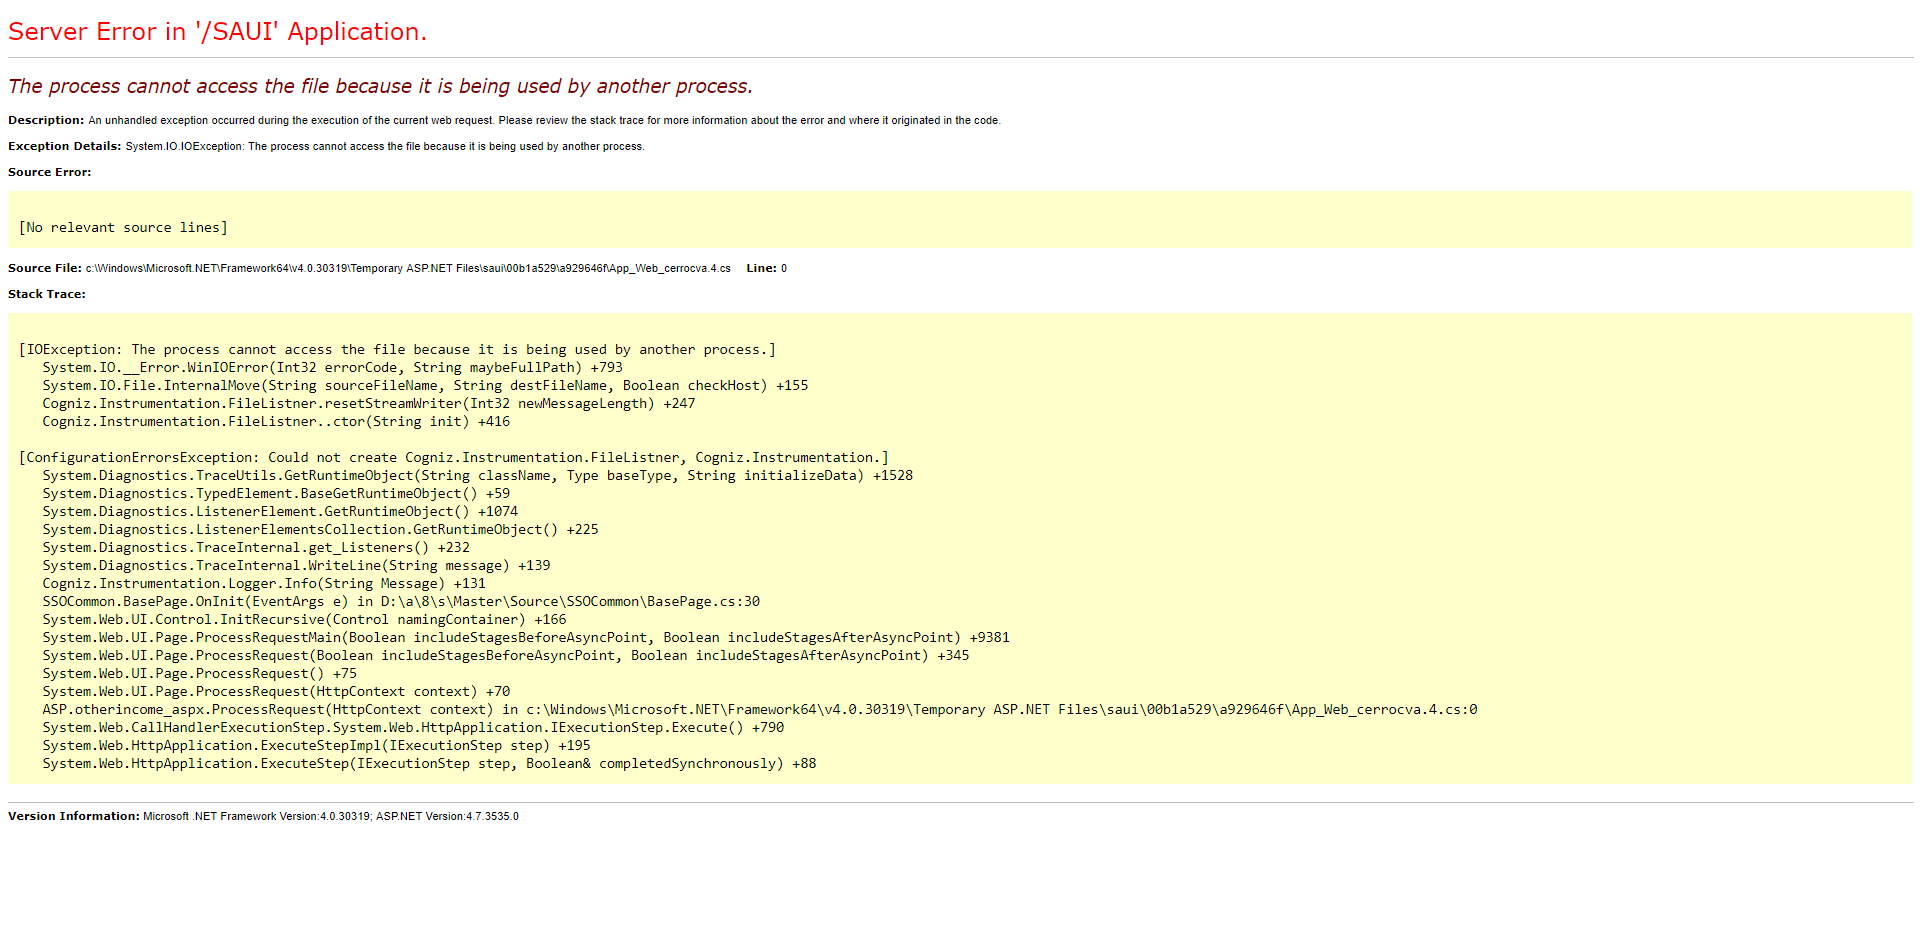 Server Error in '/SAUI' Application.
The process cannot access the file because it is being used by another process.
Description: An unhandled exception occurred during the execution of the current web request. Please review the stack trace for more information about the error and where it originated in the code.
Exception Details: System.IO.IOException: The process cannot access the file because it is being used by another process.
Source Error:
[No relevant source lines]
Source File: c:\Windows\Microsoft.NET\Framework64\v4.0.30319\Temporary ASP.NET Files\saui\00b1a529\a929646f\App_Web_cerrocva.4.cs    Line: 0
Stack Trace:
[IOException: The process cannot access the file because it is being used by another process.]
   System.IO.__Error.WinIOError(Int32 errorCode, String maybeFullPath) +793
   System.IO.File.InternalMove(String sourceFileName, String destFileName, Boolean checkHost) +155
   Cogniz.Instrumentation.FileListner.resetStreamWriter(Int32 newMessageLength) +247
   Cogniz.Instrumentation.FileListner..ctor(String init) +416
[ConfigurationErrorsException: Could not create Cogniz.Instrumentation.FileListner, Cogniz.Instrumentation.]
   System.Diagnostics.TraceUtils.GetRuntimeObject(String className, Type baseType, String initializeData) +1528
   System.Diagnostics.TypedElement.BaseGetRuntimeObject() +59
   System.Diagnostics.ListenerElement.GetRuntimeObject() +1074
   System.Diagnostics.ListenerElementsCollection.GetRuntimeObject() +225
   System.Diagnostics.TraceInternal.get_Listeners() +232
   System.Diagnostics.TraceInternal.WriteLine(String message) +139
   Cogniz.Instrumentation.Logger.Info(String Message) +131
   SSOCommon.BasePage.OnInit(EventArgs e) in D:\a\8\s\Master\Source\SSOCommon\BasePage.cs:30
   System.Web.UI.Control.InitRecursive(Control namingContainer) +166
   System.Web.UI.Page.ProcessRequestMain(Boolean includeStagesBeforeAsyncPoint, Boolean includeStagesAfterAsyncPoint) +9381
   System.Web.UI.Page.ProcessRequest(Boolean includeStagesBeforeAsyncPoint, Boolean includeStagesAfterAsyncPoint) +345
   System.Web.UI.Page.ProcessRequest() +75
   System.Web.UI.Page.ProcessRequest(HttpContext context) +70
   ASP.otherincome_aspx.ProcessRequest(HttpContext context) in c:\Windows\Microsoft.NET\Framework64\v4.0.30319\Temporary ASP.NET Files\saui\00b1a529\a929646f\App_Web_cerrocva.4.cs:0
   System.Web.CallHandlerExecutionStep.System.Web.HttpApplication.IExecutionStep.Execute() +790
   System.Web.HttpApplication.ExecuteStepImpl(IExecutionStep step) +195
   System.Web.HttpApplication.ExecuteStep(IExecutionStep step, Boolean& completedSynchronously) +88
Version Information: Microsoft .NET Framework Version:4.0.30319; ASP.NET Version:4.7.3535.0